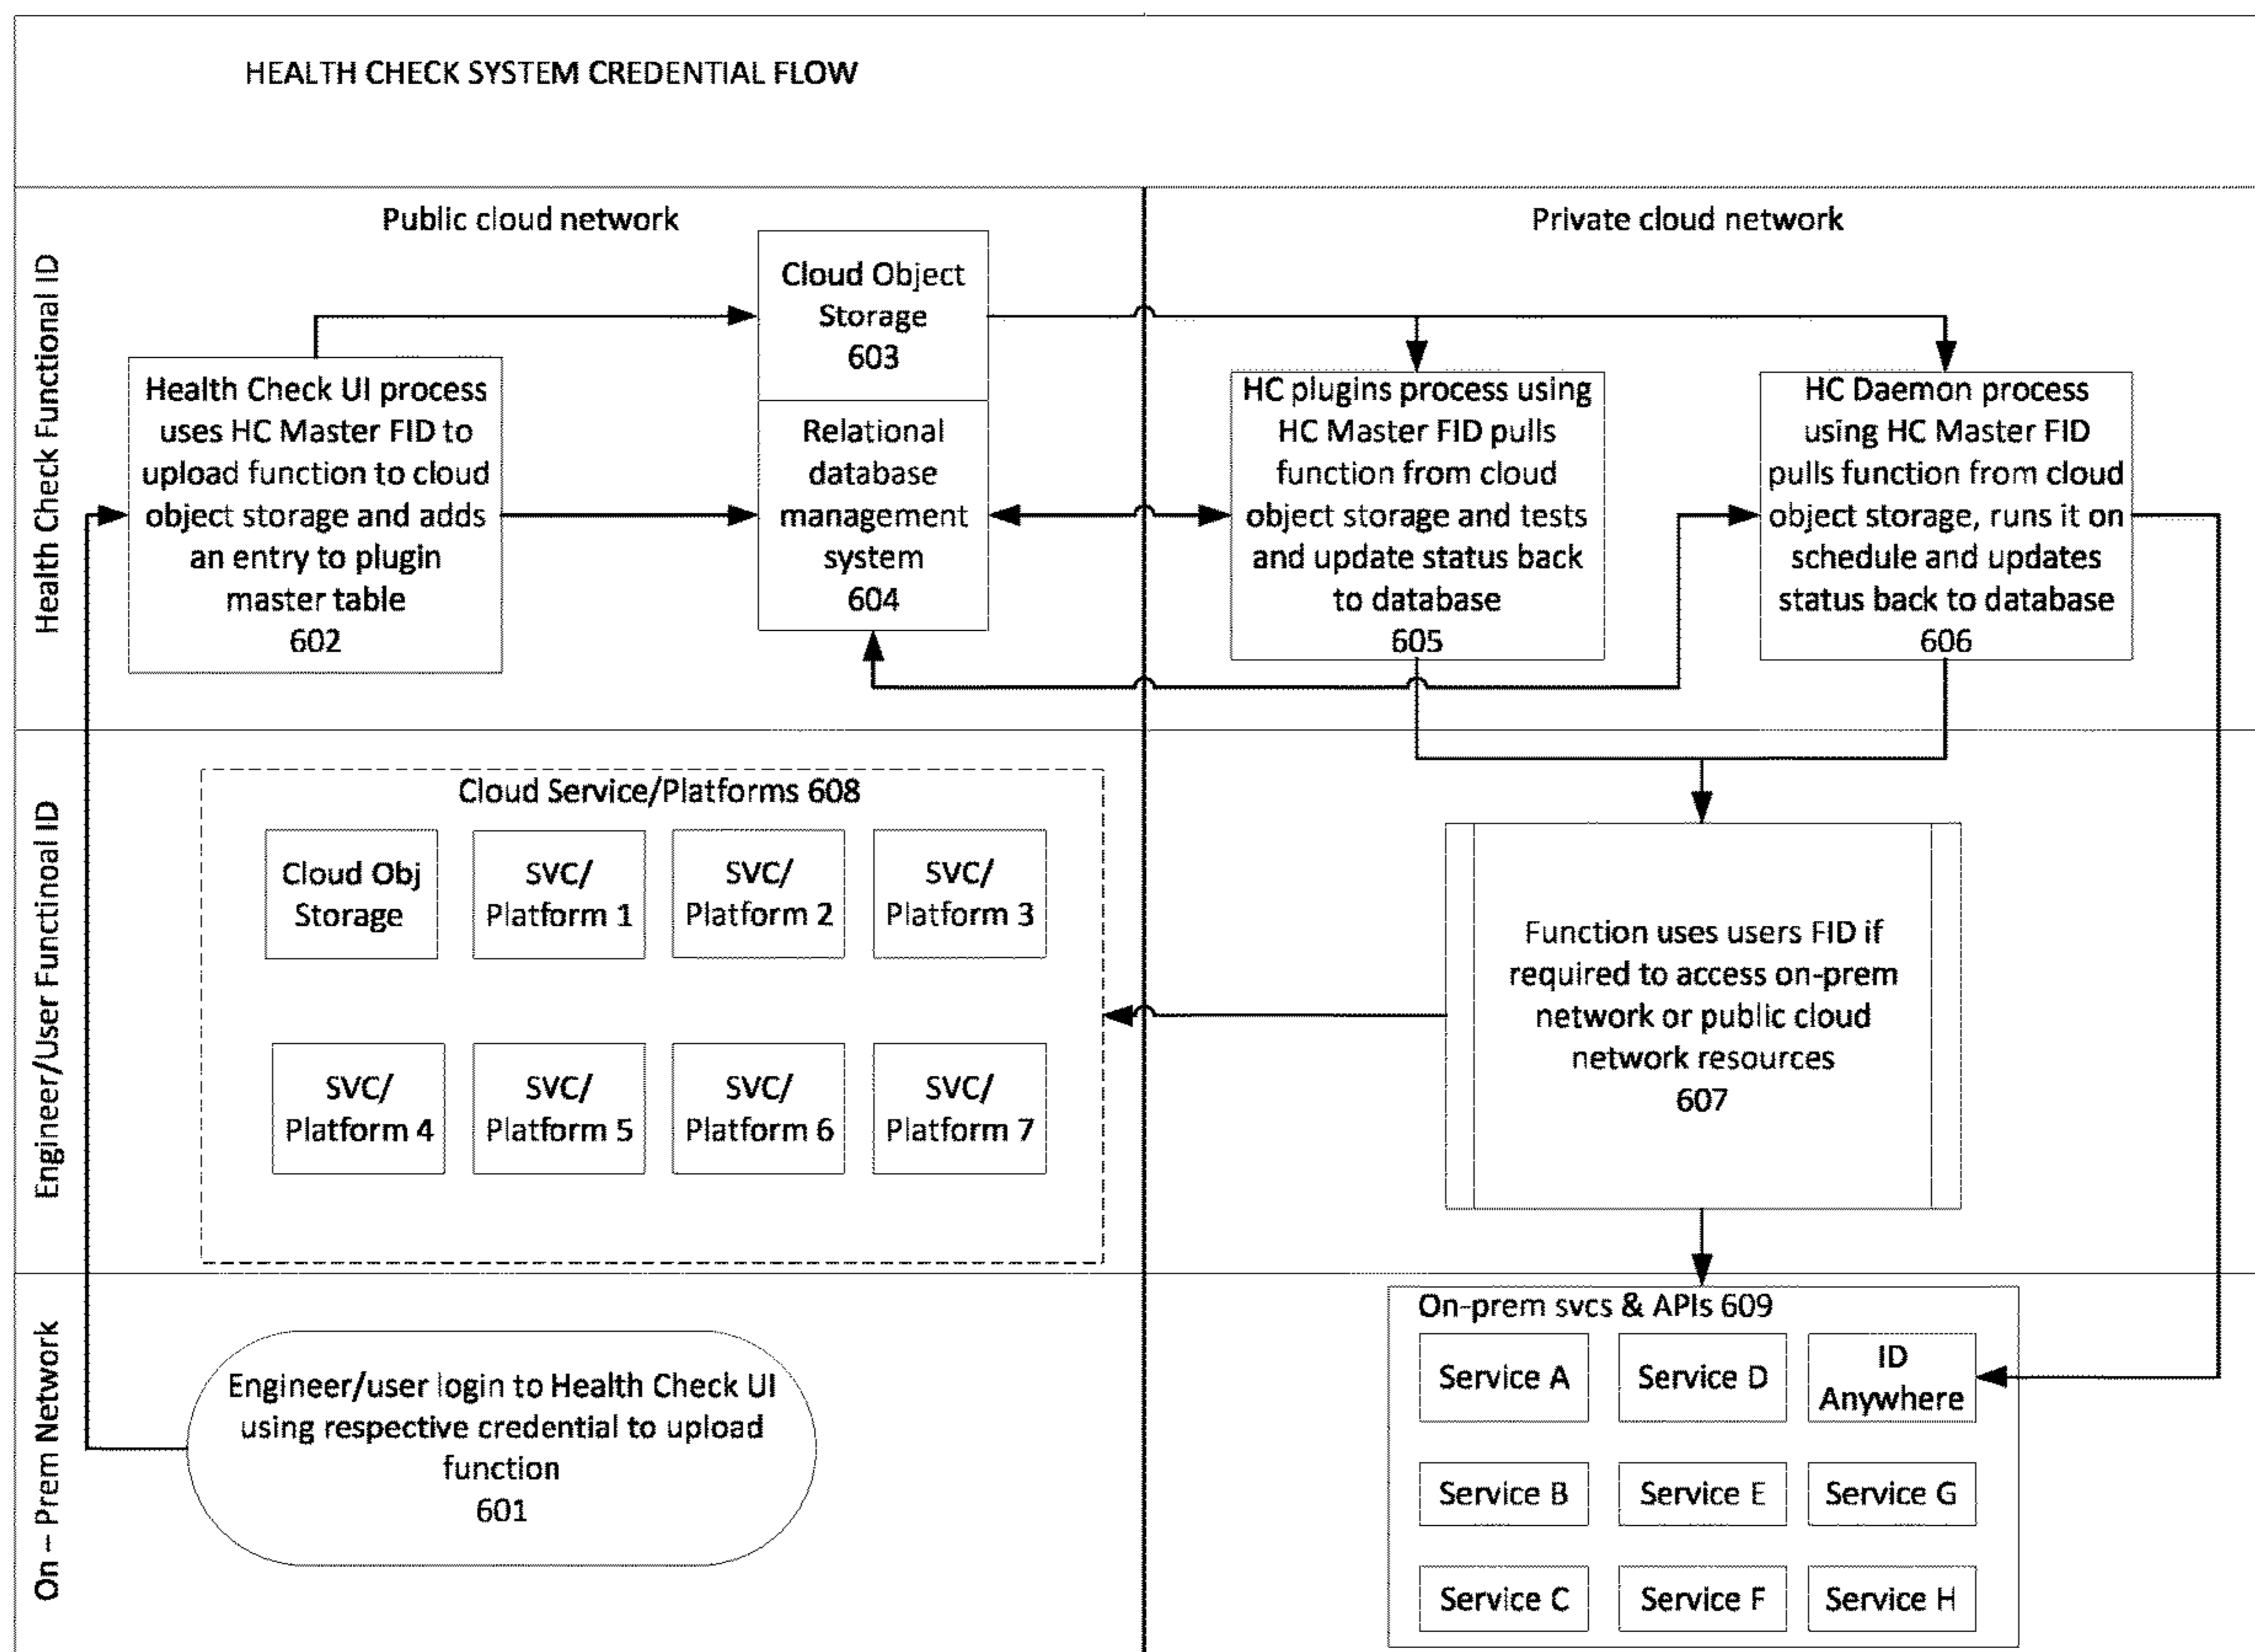 HEALTH CHECK SYSTEM CREDENTIAL FLOW
Public cloud network
Private cloud network
Health Check Functional ID
Cloud Object
Storage
603
Health Check UI process
uses HC Master FID to
upload function to cloud
object storage and adds
an entry to plugin
master table
602
Relational
database
management
system
604
HC plugins process using
HC Master FID pulls
function from cloud
object storage and tests
and update status back
to database
605
HC Daemon process
using HC Master FID
pulls function from cloud
object storage, runs it on
schedule and updates
status back to database
606
Engineer/User Functinoal ID
Cloud Service/Platforms 608
Cloud Obj
Storage
SVC/
Platform 1
SVC/
Platform 2
SVC/
Platform 3
SVC/
Platform 4
SVC/
Platform 5
SVC/
Platform 6
SVC/
Platform 7
Function uses users FID if
required to access on-prem
network or public cloud
network resources
607
On – Prem Network
Engineer/user login to Health Check UI
using respective credential to upload
function
601
On-prem svcs & APIs 609
Service A
Service D
ID
Anywhere
Service B
Service E
Service G
Service C
Service F
Service H